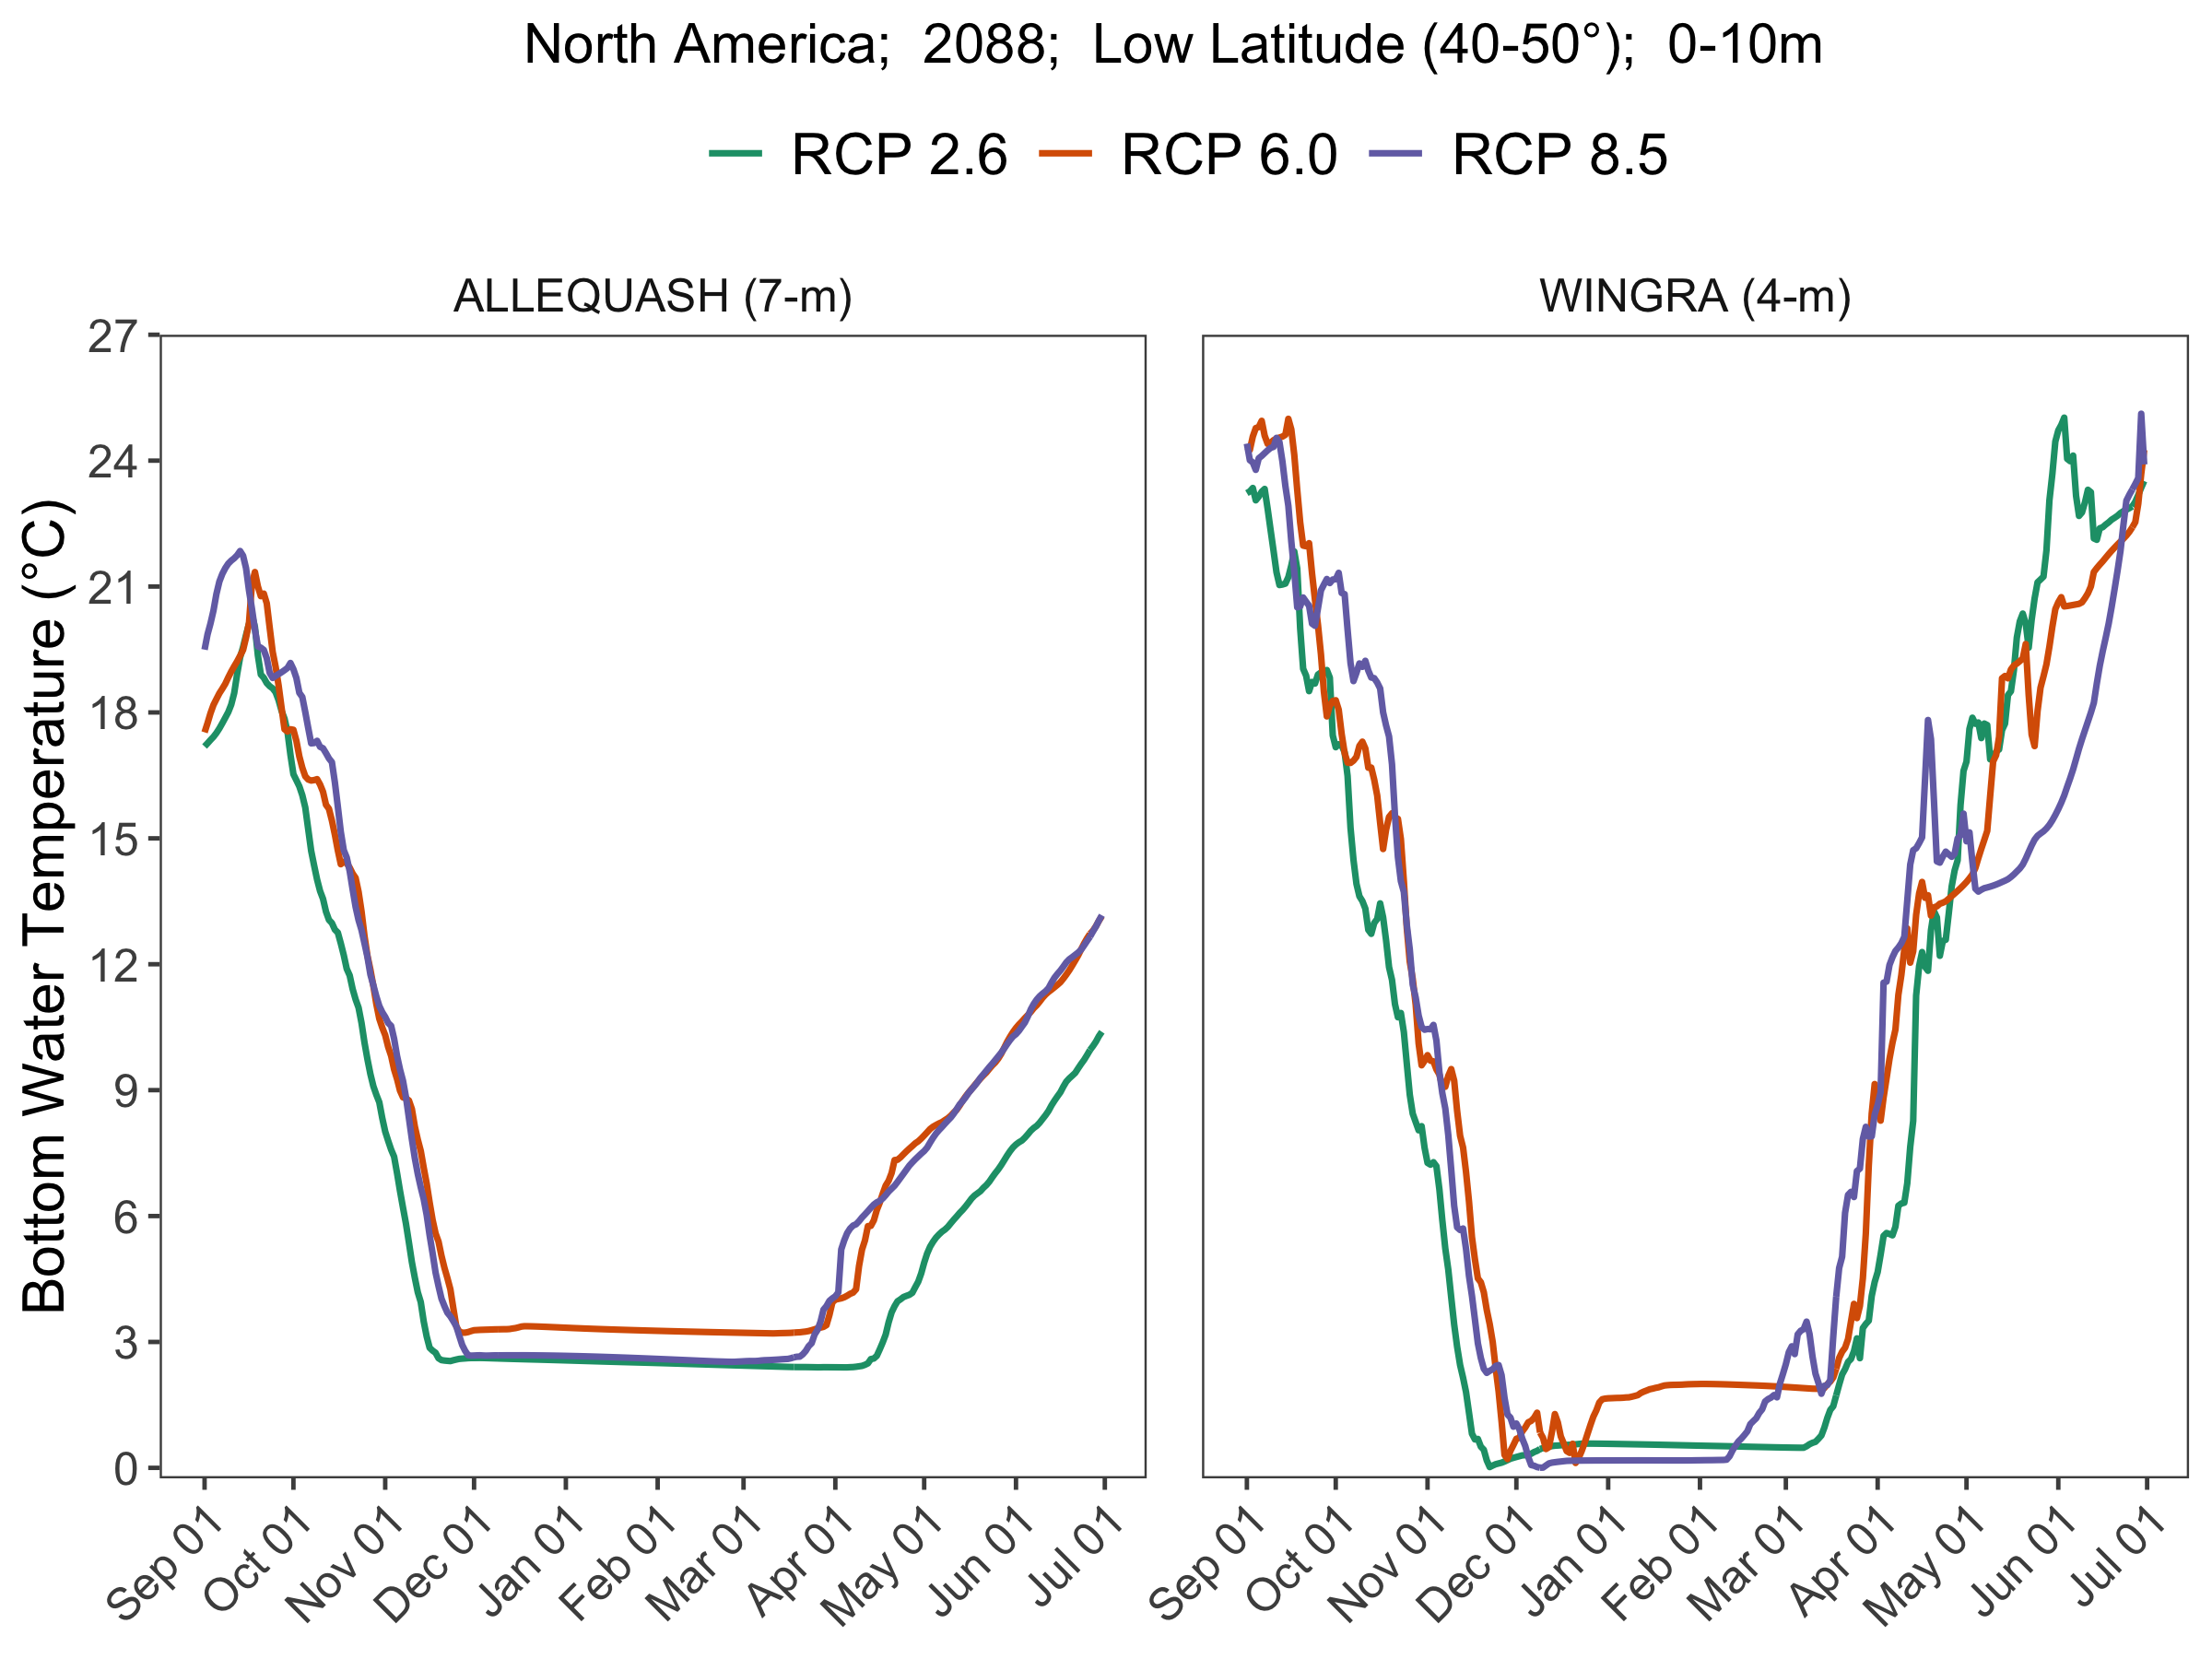 North America;  2088;  Low Latitude (40-50°);  0-10m
RCP 2.6 RCP 6.0 RCP 8.5
ALLEQUASH (7-m) WINGRA (4-m)
Bottom Water Temperature (°C)
27
24
21
18
15
12
9
6
3
0
Sep 01 Oct 01 Nov 01 Dec 01 Jan 01 Feb 01 Mar 01 Apr 01 May 01 Jun 01 Jul 01 Sep 01 Oct 01 Nov 01 Dec 01 Jan 01 Feb 01 Mar 01 Apr 01 May 01 Jun 01 Jul 01